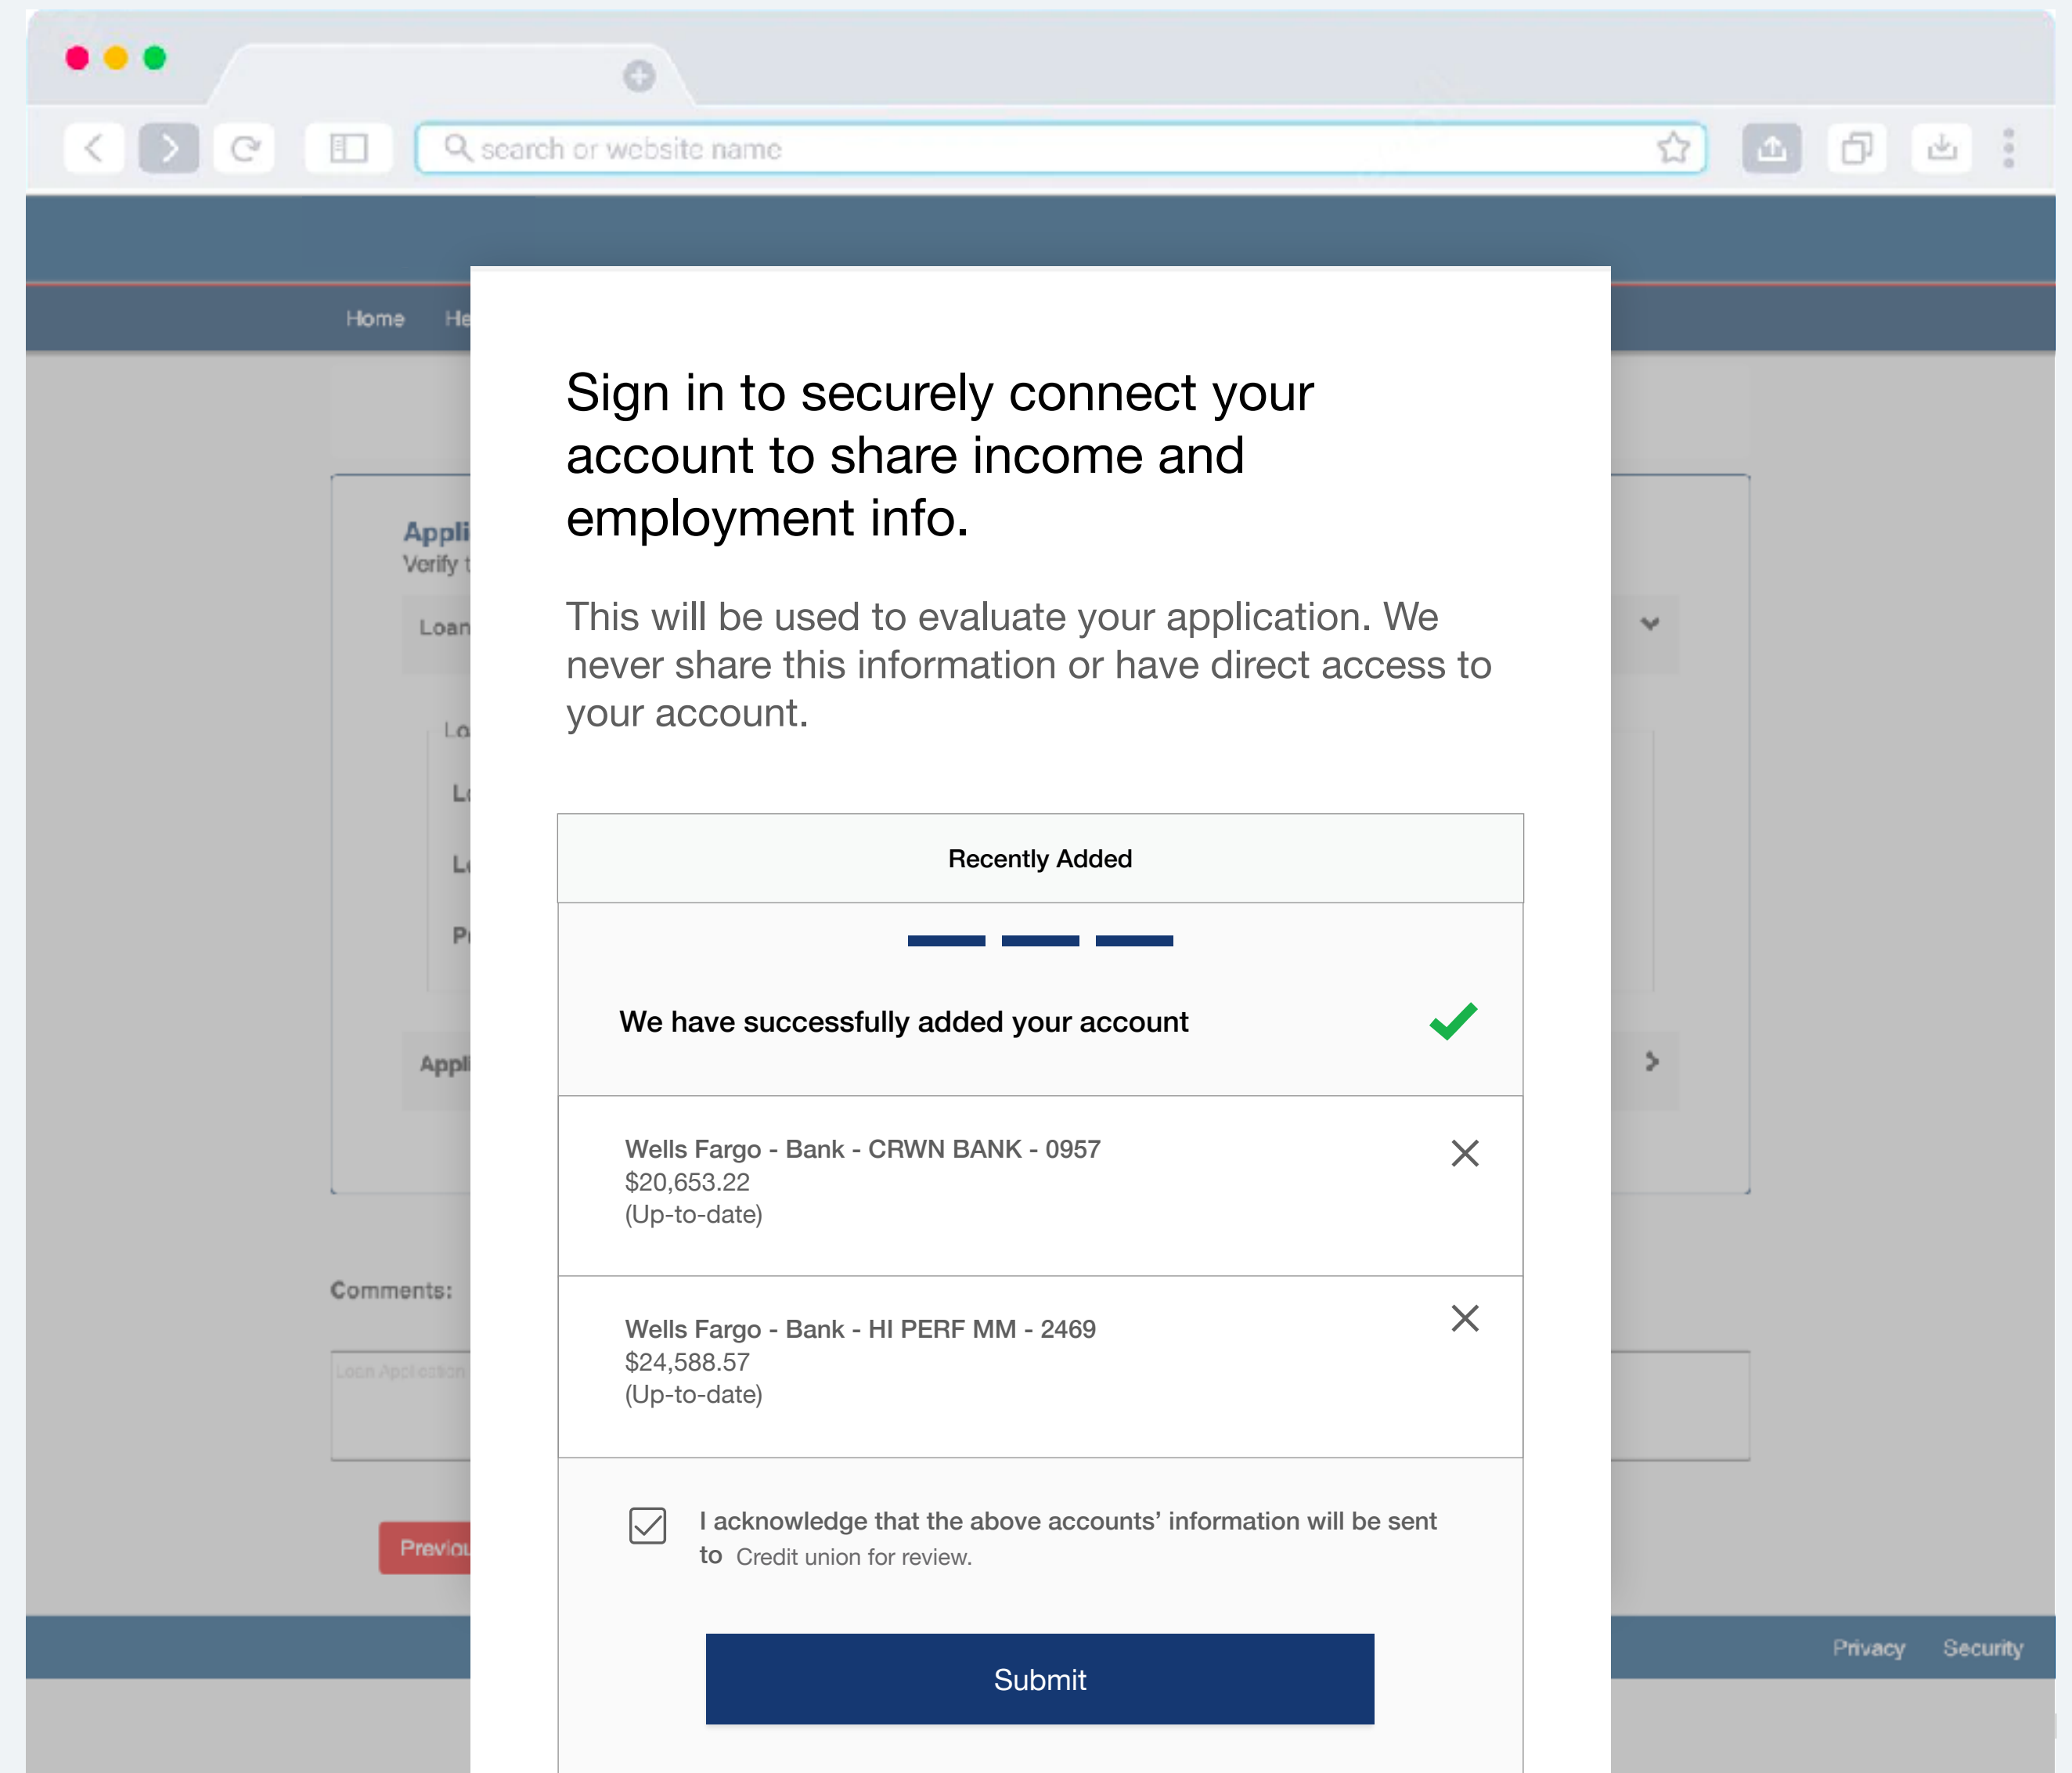 search or website name
Home
Sign in to securely connect your
account to share income and
employment info.
This will be used to evaluate your application. We
never share this information or have direct access to
your account.
Verify
Loan
Recently Added
We have successfully added your account
Wells Fargo - Bank - CRWN BANK - 0957
$20,653.22
(Up-to-date)
Comments:
Wells Fargo - Bank - HI PERF MM - 2469
$24,588.57
(Up-to-date)
Loan Application
I acknowledge that the above accounts’ information will be sent
to Credit union for review.
Submit
Privacy Security